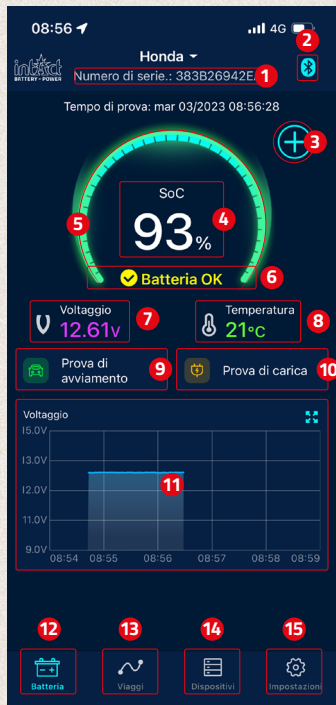 08:56
4G
2
intAct
BATTERY-POWER
Honda
Numero di serie.: 383B26942E
1
Tempo di prova: mar 03/2023 08:56:28
3
SoC
93%
4
5
Batteria OK
6
Voltaggio
12.61V
7
Temperatura
21°C
8
Prova di
avviamento
9
Prova di carica
10
Voltaggio
15.0V
13.0V
12.0V
11.0V
9.0V
11
08:54 08:55 08:56 08:57 08:58 08:59
12 13 14 15
Batteria Viaggi Dispositivi Impostazioni